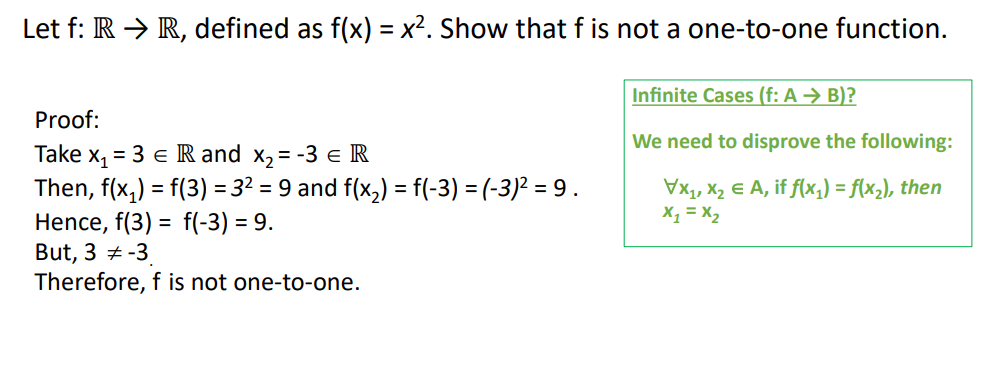 Let f: ℝ → ℝ, defined as f(x) = x². Show that f is not a one-to-one function.
Proof:
Take x₁ = 3 ∊ ℝ and x₂ = -3 ∊ ℝ
Then, f(x₁) = f(3) = 3² = 9 and f(x₂) = f(-3) = (-3)² = 9 .
Hence, f(3) = f(-3) = 9.
But, 3 ≠ -3.
Therefore, f is not one-to-one.
Infinite Cases (f: A → B)?
We need to disprove the following:
∀x₁, x₂ ∊ A, if f(x₁) = f(x₂), then
x₁ = x₂